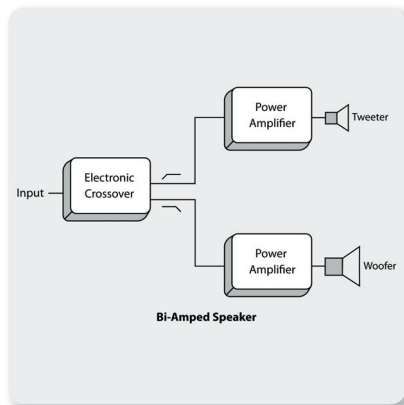 Power
Amplifier
Tweeter
Electronic
Crossover
Input
Power
Amplifier
Woofer
Bi-Amped Speaker